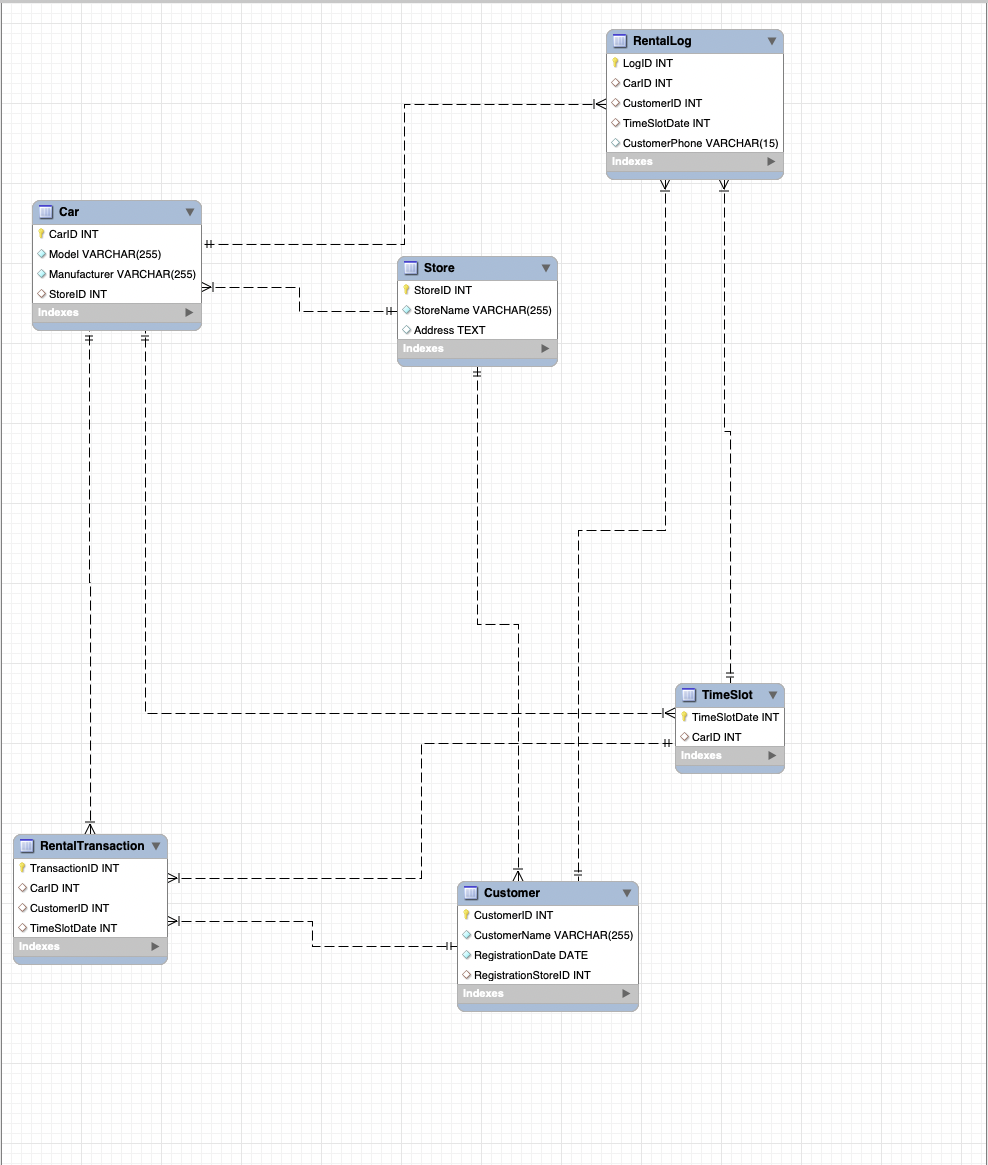 RentalLog
LogID INT
CarID INT
CustomerID INT
TimeSlotDate INT
CustomerPhone VARCHAR(15)
Indexes
Car
CarID INT
Model VARCHAR(255)
Manufacturer VARCHAR(255)
StoreID INT
Indexes
Store
StoreID INT
StoreName VARCHAR(255)
Address TEXT
Indexes
TimeSlot
TimeSlotDate INT
CarID INT
Indexes
RentalTransaction
TransactionID INT
CarID INT
CustomerID INT
TimeSlotDate INT
Indexes
Customer
CustomerID INT
CustomerName VARCHAR(255)
RegistrationDate DATE
RegistrationStoreID INT
Indexes